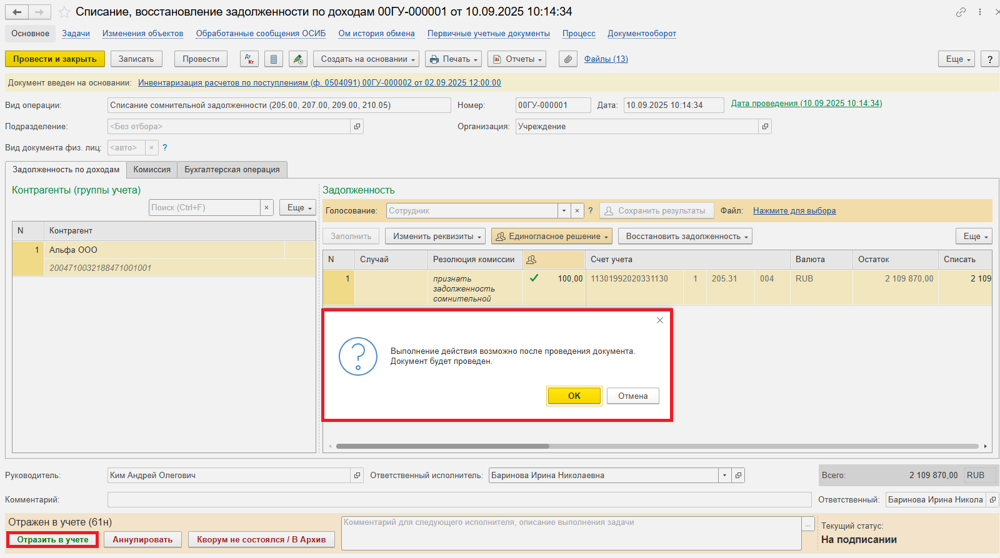 Списание, восстановление задолженности по доходам 00ГУ-000001 от 10.09.2025 10:14:34
Основное Задачи Изменения объектов Обработанные сообщения ОСИБ Ом история обмена Первичные учетные документы Процесс Документооборот
Провести и закрыть Записать Провести Дт Кт Создать на основании Печать Отчеты Файлы (13) Еще ?
Документ введен на основании: Инвентаризация расчетов по поступлениям (ф. 0504091) 00ГУ-000002 от 02.09.2025 12:00:00
Вид операции: Списание сомнительной задолженности (205.00, 207.00, 209.00, 210.05) Номер: 00ГУ-000001 Дата: 10.09.2025 10:14:34 Дата проведения (10.09.2025 10:14:34)
Подразделение: <Без отбора> Организация: Учреждение
Вид документа физ. лиц: <авто> × ?
Задолженность по доходам Комиссия Бухгалтерская операция
Контрагенты (группы учета)
Поиск (Ctrl+F) × Еще
N Контрагент
1 Альфа ООО
2004710032188471001001
Задолженность
Голосование: Сотрудник × ? Сохранить результаты Файл: Нажмите для выбора
Заполнить Изменить реквизиты Единогласное решение Восстановить задолженность Еще
N Случай Резолюция комиссии Счет учета Валюта Остаток Списать
1 признать задолженность сомнительной 100,00 11301992020331130 1 205.31 004 RUB 2 109 870,00 2 109
Выполнение действия возможно после проведения документа.
Документ будет проведен.
ОК Отмена
Руководитель: Ким Андрей Олегович Ответственный исполнитель: Баринова Ирина Николаевна Всего: 2 109 870,00 RUB
Комментарий: Ответственный: Баринова Ирина Никола
Отражен в учете (61н) Комментарий для следующего исполнителя, описание выполнения задачи ...
Отразить в учете Аннулировать Кворум не состоялся / В Архив
Текущий статус:
На подписании